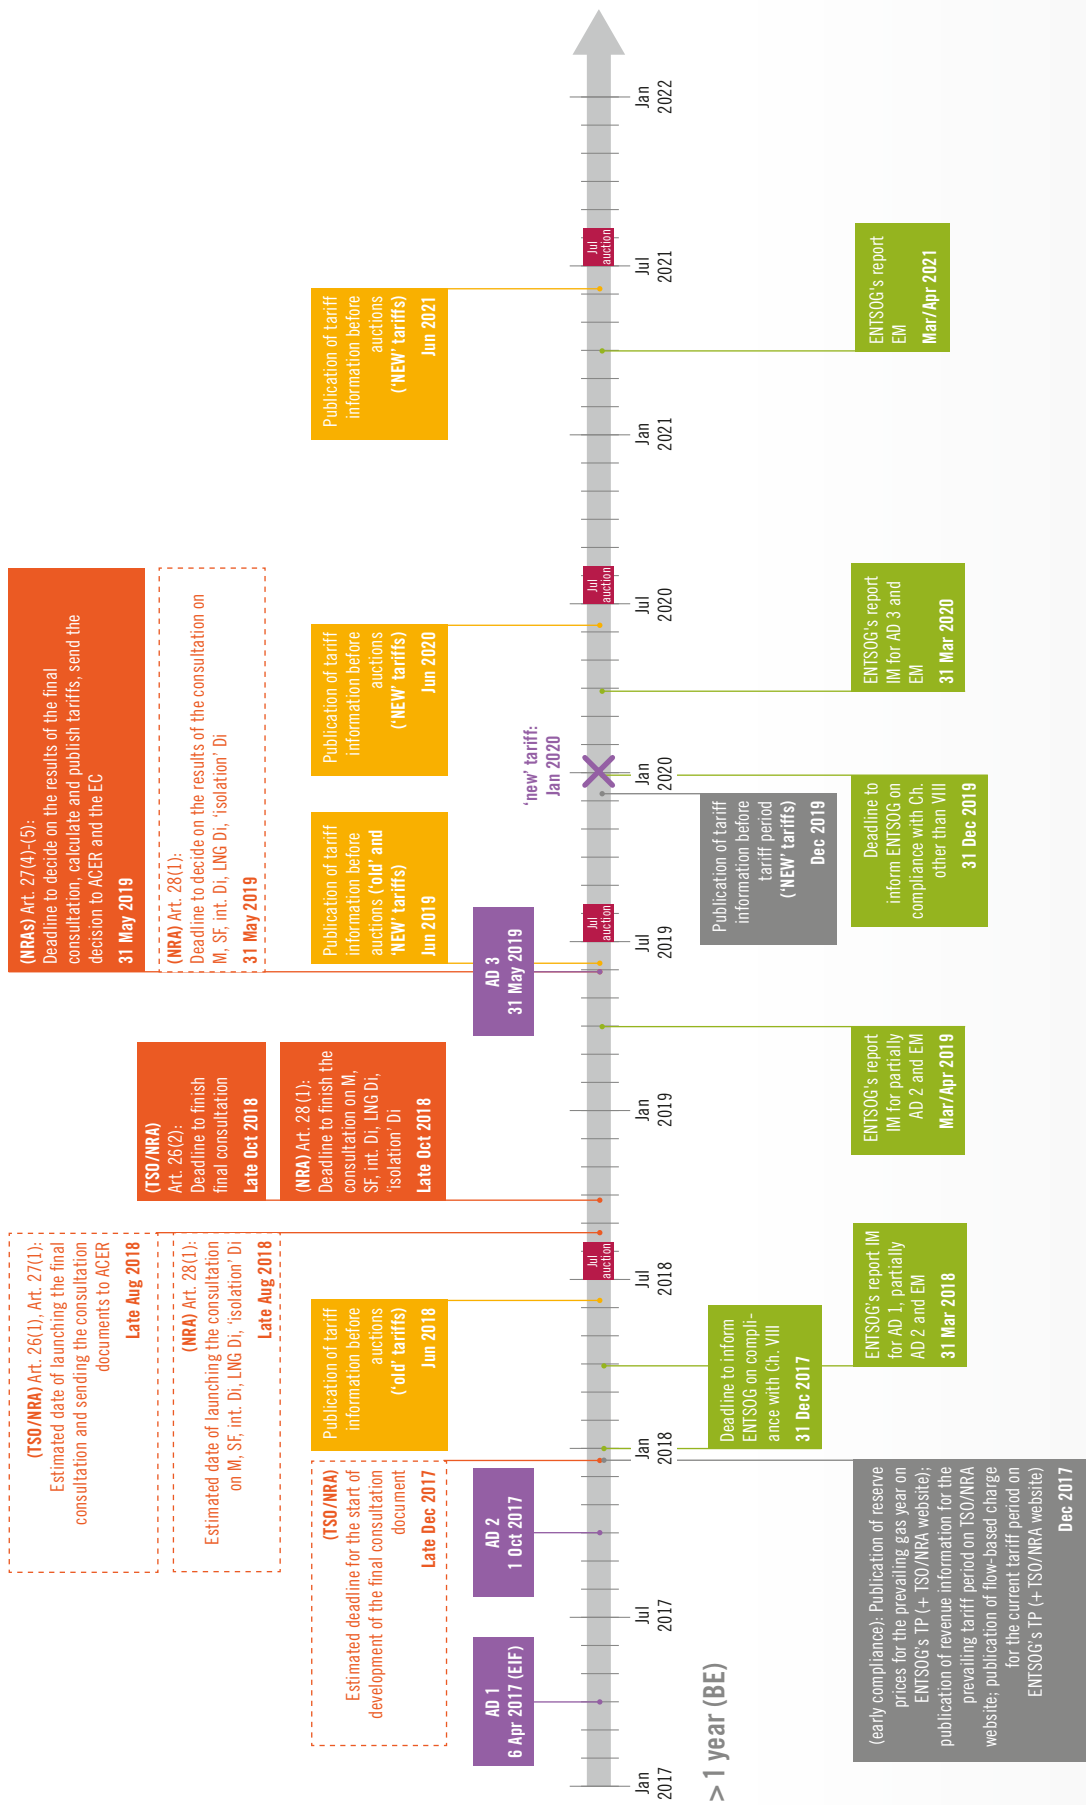 (TSO/NRA) Art. 26(1), Art. 27(1):
Estimated date of launching the final
consultation and sending the consultation
documents to ACER
Late Aug 2018
(NRA) Art. 28(1):
Estimated date of launching the consultation
on M, SF, int. Di, LNG Di, 'isolation' Di
Late Aug 2018
(TSO/NRA)
Art. 26(2):
Deadline to finish
final consultation
Late Oct 2018
(NRA) Art. 28 (1):
Deadline to finish the
consultation on M,
SF, int. Di, LNG Di,
'isolation' Di
Late Oct 2018
(NRAs) Art. 27(4)-(5):
Deadline to decide on the results of the final
consultation, calculate and publish tariffs, send the
decision to ACER and the EC
31 May 2019
(NRA) Art. 28(1):
Deadline to decide on the results of the consultation on
M, SF, int. Di, LNG Di, 'isolation' Di
31 May 2019
(TSO/NRA)
Estimated deadline for the start of
development of the final consultation
document
Late Dec 2017
Publication of tariff
information before
auctions
('old' tariffs)
Jun 2018
Publication of tariff
information before
auctions ('old' and
'NEW' tariffs)
Jun 2019
Publication of tariff
information before
auctions
('NEW' tariffs)
Jun 2020
Publication of tariff
information before
auctions
('NEW' tariffs)
Jun 2021
AD 1
6 Apr 2017 (EIF)
AD 2
1 Oct 2017
AD 3
31 May 2019
'new' tariff:
Jan 2020
Jul
auction
Jul
auction
Jul
auction
Jul
auction
Jan
2017
Jul
2017
Jan
2018
Jul
2018
Jan
2019
Jul
2019
Jan
2020
Jul
2020
Jan
2021
Jul
2021
Jan
2022
> 1 year (BE)
Deadline to inform
ENTSOG on compli-
ance with Ch. VIII
31 Dec 2017
Publication of tariff
information before
tariff period
('NEW' tariffs)
Dec 2019
(early compliance): Publication of reserve
prices for the prevailing gas year on
ENTSOG's TP (+ TSO/NRA website);
publication of revenue information for the
prevailing tariff period on TSO/NRA
website; publication of flow-based charge
for the current tariff period on
ENTSOG's TP (+ TSO/NRA website)
Dec 2017
ENTSOG's report IM
for AD 1, partially
AD 2 and EM
31 Mar 2018
ENTSOG's report
IM for partially
AD 2 and EM
Mar/Apr 2019
Deadline to
inform ENTSOG on
compliance with Ch.
other than VIII
31 Dec 2019
ENTSOG's report
IM for AD 3 and
EM
31 Mar 2020
ENTSOG's report
EM
Mar/Apr 2021